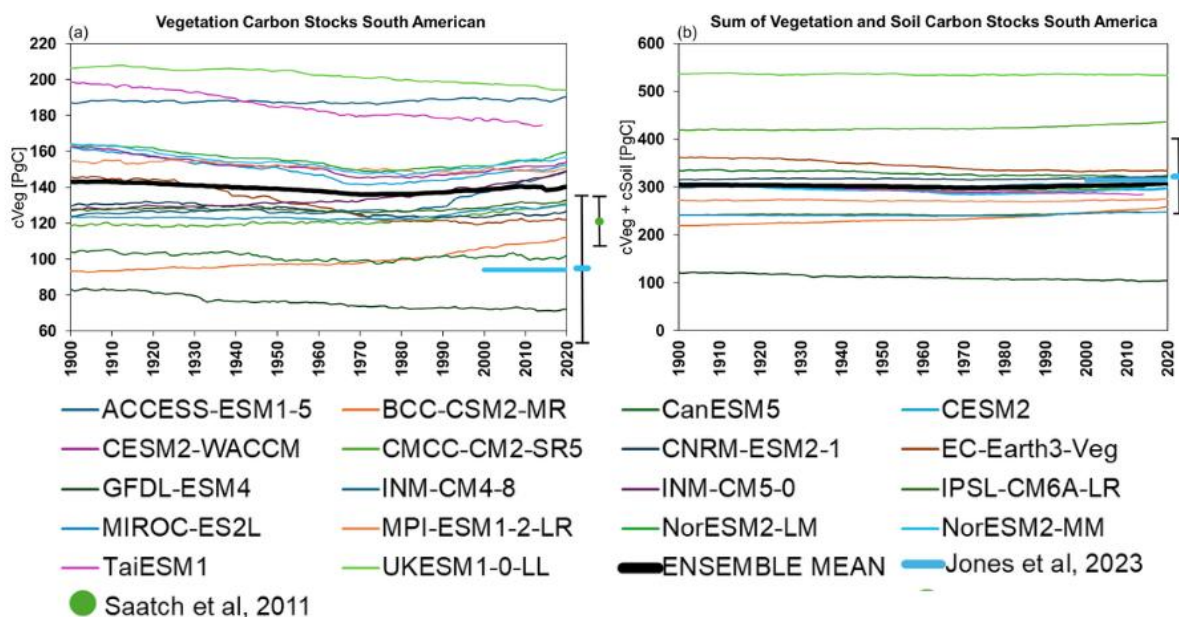 Vegetation Carbon Stocks South American
(a)
cVeg [PgC]
220
200
180
160
140
120
100
80
60
1900 1910 1920 1930 1940 1950 1960 1970 1980 1990 2000 2010 2020
Sum of Vegetation and Soil Carbon Stocks South America
(b)
cVeg + cSoil [PgC]
600
500
400
300
200
100
0
1900 1910 1920 1930 1940 1950 1960 1970 1980 1990 2000 2010 2020
ACCESS-ESM1-5 BCC-CSM2-MR CanESM5 CESM2
CESM2-WACCM CMCC-CM2-SR5 CNRM-ESM2-1 EC-Earth3-Veg
GFDL-ESM4 INM-CM4-8 INM-CM5-0 IPSL-CM6A-LR
MIROC-ES2L MPI-ESM1-2-LR NorESM2-LM NorESM2-MM
TaiESM1 UKESM1-0-LL ENSEMBLE MEAN Jones et al, 2023
Saatch et al, 2011